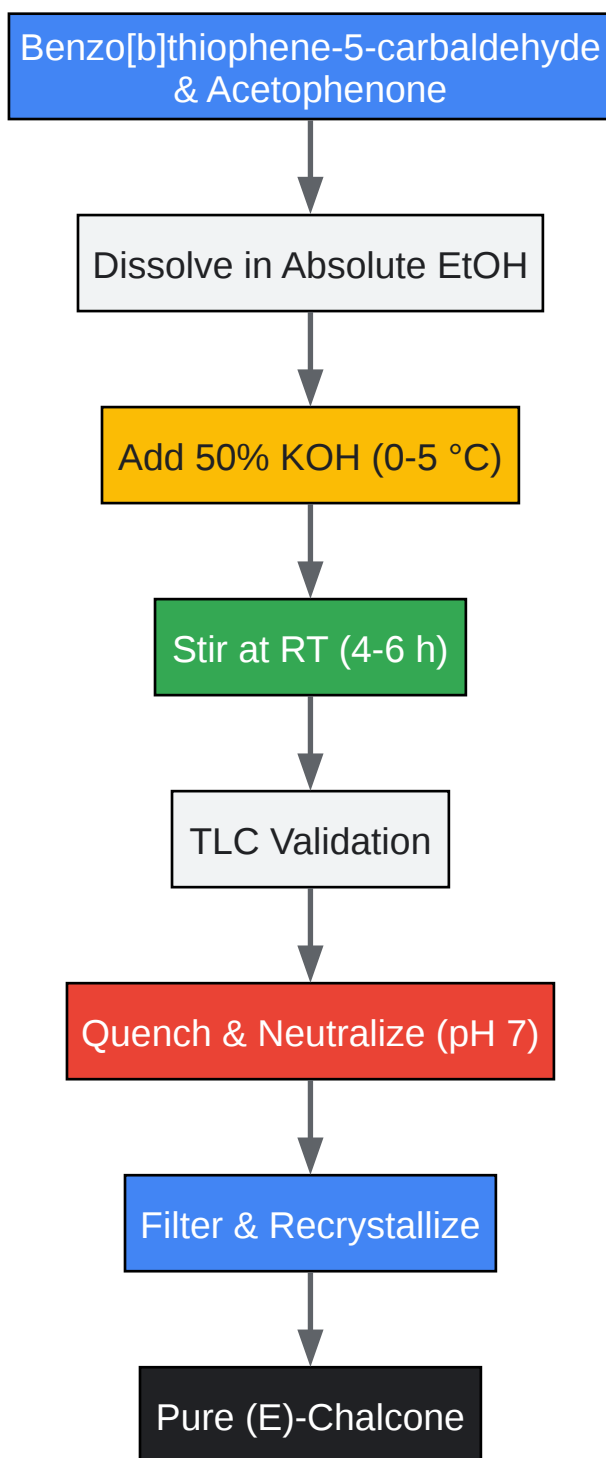 Benzo[b]thiophene-5-carbaldehyde
& Acetophenone
Dissolve in Absolute EtOH
Add 50% KOH (0-5 °C)
Stir at RT (4-6 h)
TLC Validation
Quench & Neutralize (pH 7)
Filter & Recrystallize
Pure (E)-Chalcone